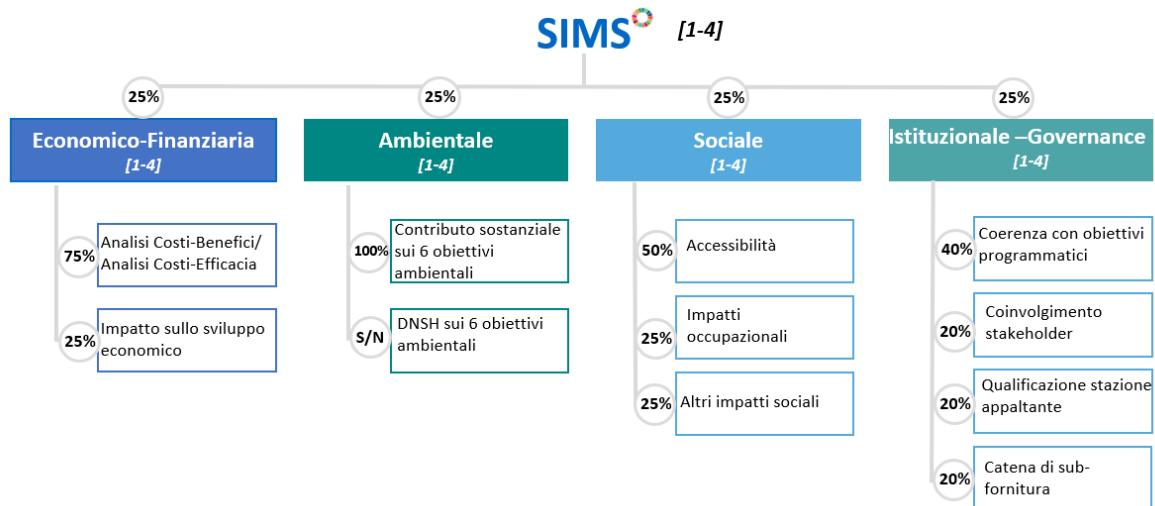 SIMS [1-4]
25% 25% 25% 25%
Economico-Finanziaria
[1-4]
75%
Analisi Costi-Benefici/
Analisi Costi-Efficacia
25%
Impatto sullo sviluppo
economico
Ambientale
[1-4]
100%
Contributo sostanziale
sui 6 obiettivi
ambientali
S/N
DNSH sui 6 obiettivi
ambientali
Sociale
[1-4]
50%
Accessibilità
25%
Impatti
occupazionali
25%
Altri impatti sociali
Istituzionale –Governance
[1-4]
40%
Coerenza con obiettivi
programmatici
20%
Coinvolgimento
stakeholder
20%
Qualificazione stazione
appaltante
20%
Catena di sub-
fornitura